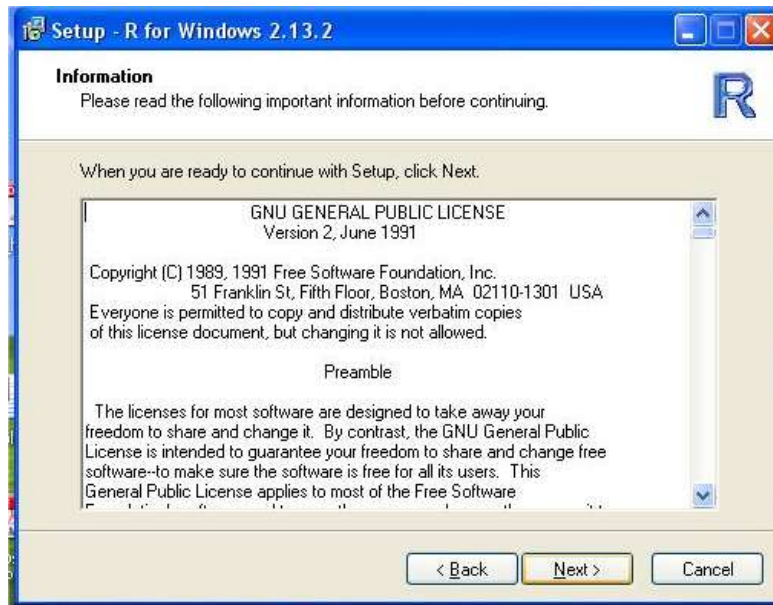 Setup - R for Windows 2.13.2
Information
Please read the following important information before continuing.
R
When you are ready to continue with Setup, click Next.
GNU GENERAL PUBLIC LICENSE
Version 2, June 1991
Copyright (C) 1989, 1991 Free Software Foundation, Inc.
51 Franklin St, Fifth Floor, Boston, MA 02110-1301 USA
Everyone is permitted to copy and distribute verbatim copies
of this license document, but changing it is not allowed.
Preamble
The licenses for most software are designed to take away your
freedom to share and change it. By contrast, the GNU General Public
License is intended to guarantee your freedom to share and change free
software--to make sure the software is free for all its users. This
General Public License applies to most of the Free Software
< Back
Next >
Cancel